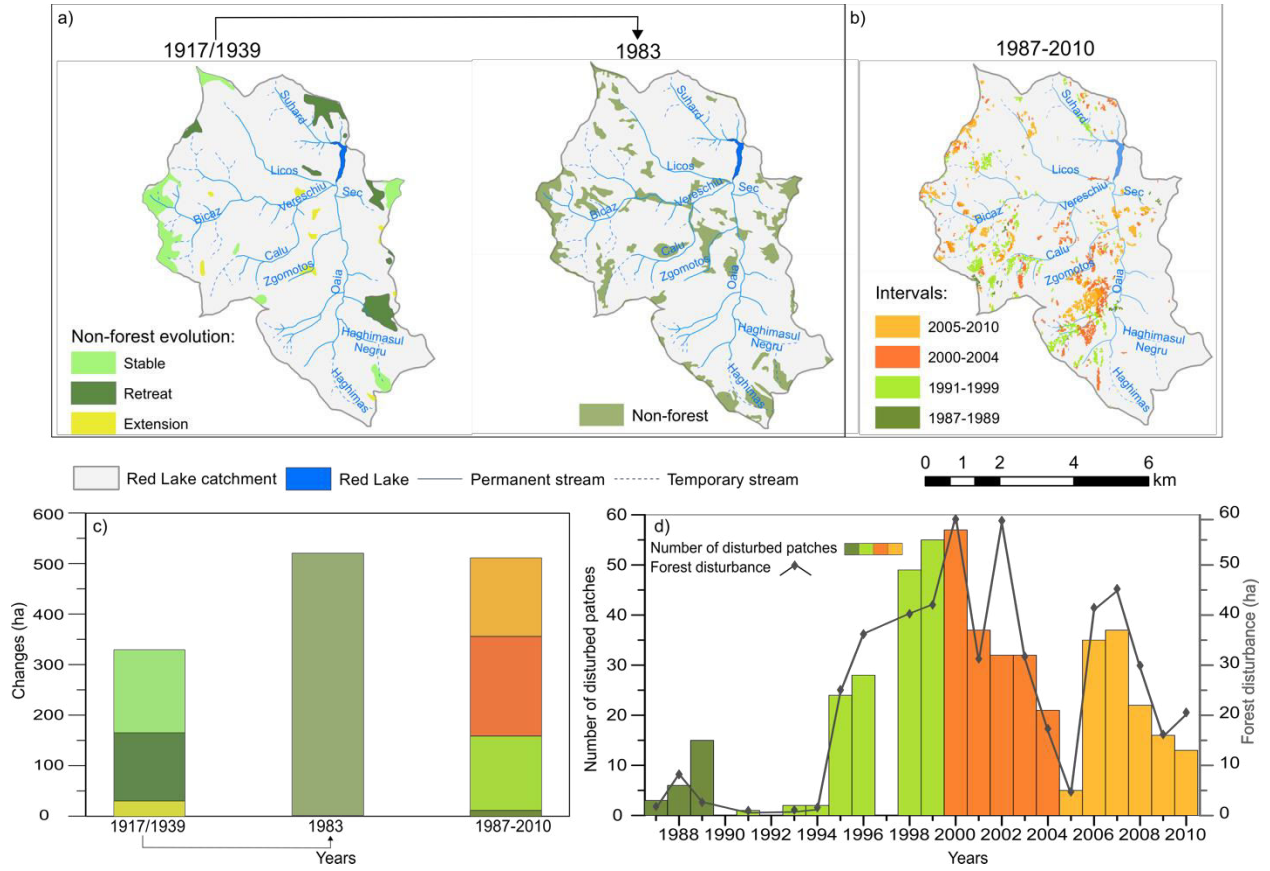 a)
1917/1939
1983
b)
1987-2010
Suhard
Licos
Vereschiu
Sec
Bicaz
Calu
Zgomotos
Oaia
Haghimasul
Negru
Haghimas
Non-forest evolution:
Stable
Retreat
Extension
Suhard
Licos
Vereschiu
Sec
Bicaz
Calu
Zgomotos
Oaia
Haghimasul
Negru
Haghimas
Non-forest
Suhard
Licos
Vereschiu
Sec
Bicaz
Calu
Zgomotos
Oaia
Haghimasul
Negru
Haghimas
Intervals:
2005-2010
2000-2004
1991-1999
1987-1989
Red Lake catchment Red Lake Permanent stream Temporary stream
0 1 2 4 6
km
c)
600
500
400
300
200
100
0
Changes (ha)
1917/1939 1983 1987-2010
Years
d)
Number of disturbed patches
Forest disturbance
60
50
40
30
20
10
0
Number of disturbed patches
60
50
40
30
20
10
0
Forest disturbance (ha)
1988 1990 1992 1994 1996 1998 2000 2002 2004 2006 2008 2010
Years